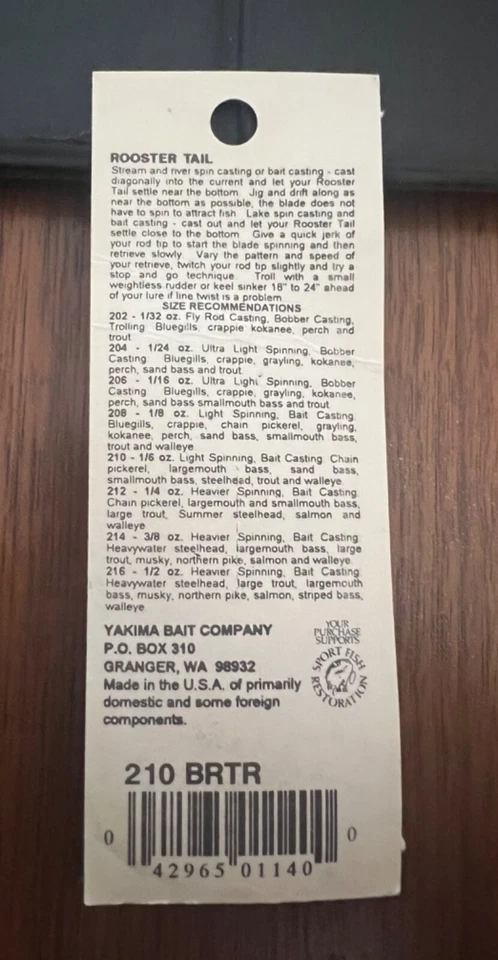 ROOSTER TAIL
Stream and river spin casting or bait casting - cast
diagonally into the current and let your Rooster
Tail settle near the bottom. Jig and drift along as
near the bottom as possible, the blade does not
have to spin to attract fish. Lake spin casting and
bait casting - cast out and let your Rooster Tail
settle close to the bottom. Give a quick jerk of
your rod tip to start the blade spinning and then
retrieve slowly. Vary the pattern and speed of
your retrieve, twitch your rod tip slightly and try a
stop and go technique. Troll with a small
weightless rudder or keel sinker 18" to 24" ahead
of your lure if line twist is a problem.
SIZE RECOMMENDATIONS
202 - 1/32 oz. Fly Rod Casting, Bobber Casting,
Trolling Bluegills, crappie kokanee, perch and
trout.
204 - 1/24 oz. Ultra Light Spinning, Bobber
Casting. Bluegills, crappie, grayling, kokanee,
perch, sand bass and trout.
206 - 1/16 oz. Ultra Light Spinning, Bobber
Casting. Bluegills, crappie, grayling, kokanee,
perch, sand bass smallmouth bass and trout.
208 - 1/8 oz. Light Spinning, Bait Casting.
Bluegills, crappie, chain pickerel, grayling,
kokanee, perch, sand bass, smallmouth bass,
trout and walleye.
210 - 1/6 oz. Light Spinning, Bait Casting. Chain
pickerel, largemouth bass, sand bass,
smallmouth bass, steelhead, trout and walleye.
212 - 1/4 oz. Heavier Spinning, Bait Casting.
Chain pickerel, largemouth and smallmouth bass,
large trout, Summer steelhead, salmon and
walleye.
214 - 3/8 oz. Heavier Spinning, Bait Casting.
Heavywater steelhead, largemouth bass, large
trout, musky, northern pike, salmon and walleye.
216 - 1/2 oz. Heavier Spinning, Bait Casting.
Heavywater steelhead, large trout, largemouth
bass, musky, northern pike, salmon, striped bass,
walleye.
YAKIMA BAIT COMPANY
P.O. BOX 310
GRANGER, WA 98932
Made in the U.S.A. of primarily
domestic and some foreign
components.
YOUR
PURCHASE
SUPPORTS
SPORT FISH
RESTORATION
210 BRTR
0 42965 01140 0